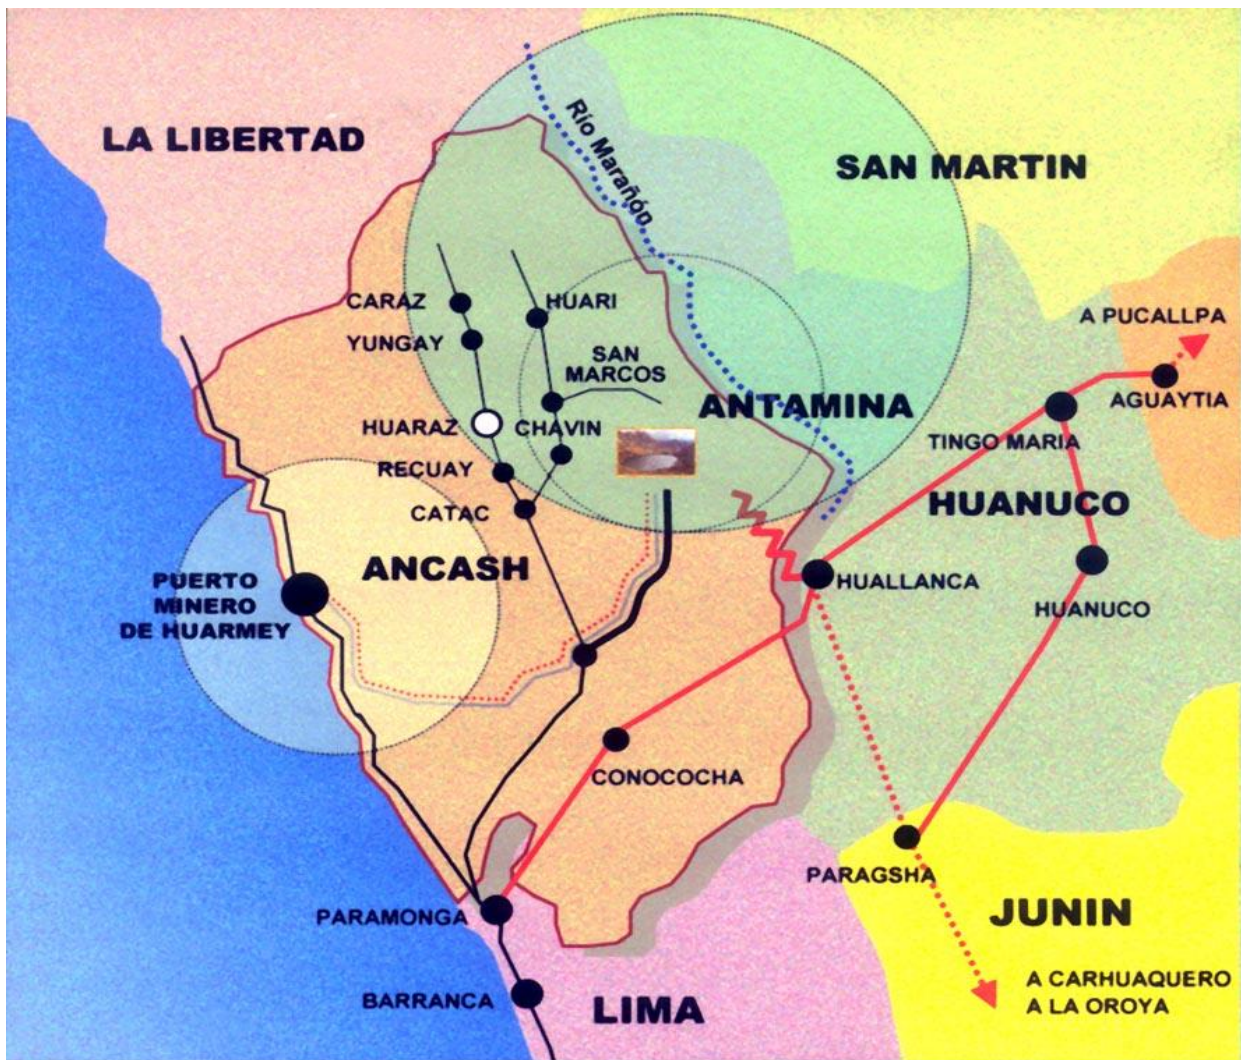 LA LIBERTAD
Río Marañón
SAN MARTIN
CARAZ
HUARI
A PUCALLPA
YUNGAY
SAN
MARCOS
AGUAYTIA
ANTAMINA
HUARAZ
CHAVIN
TINGO MARIA
RECUAY
CATAC
HUANUCO
ANCASH
PUERTO
MINERO
DE HUARMEY
HUALLANCA
HUANUCO
CONOCOCHA
PARAGSHA
PARAMONGA
JUNIN
BARRANCA
LIMA
A CARHUAQUERO
A LA OROYA